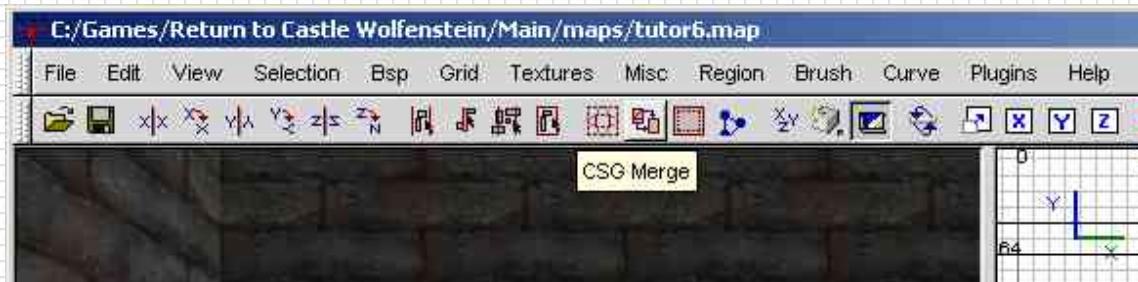 C:/Games/Return to Castle Wolfenstein/Main/maps/tutor6.map
File Edit View Selection Bsp Grid Textures Misc Region Brush Curve Plugins Help
CSG Merge
0
Y
64
X